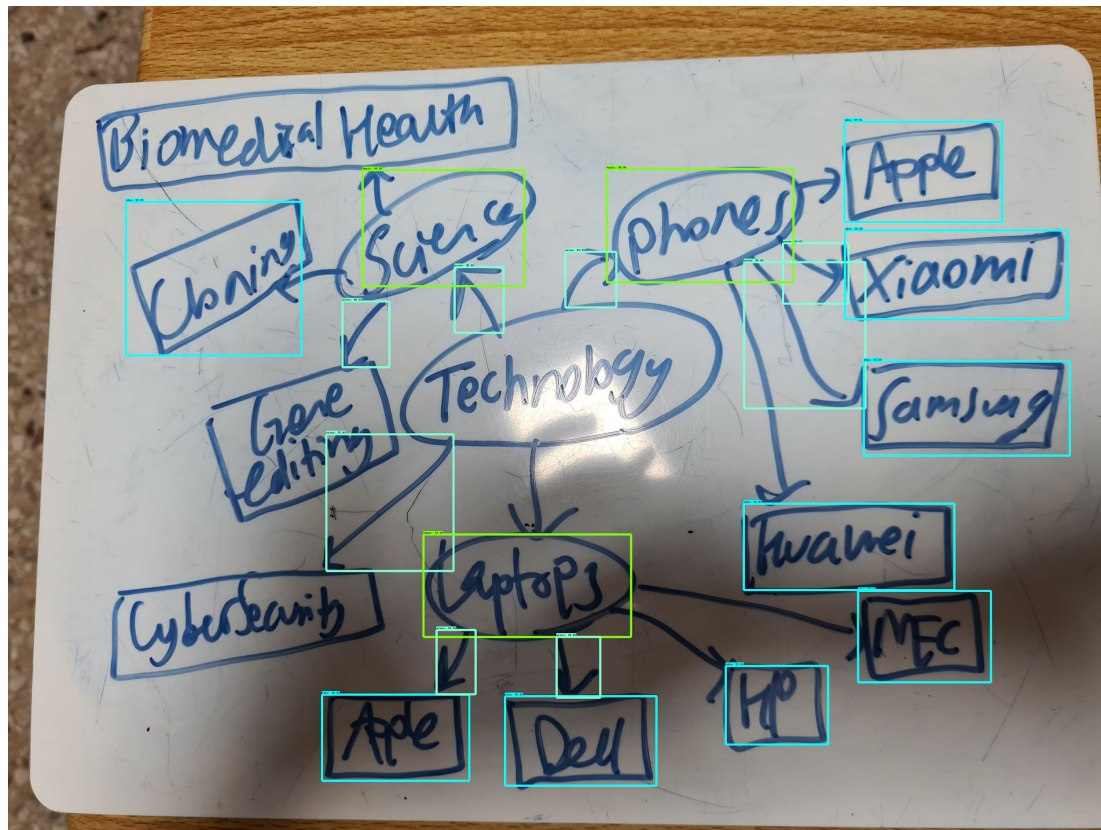 Biomedical Health
Science
Phones
Apple
Cloning
Xiaomi
Technology
Gene
editing
Samsung
Laptops
Huawei
Cybersecurity
NEC
Apple
Dell
HP